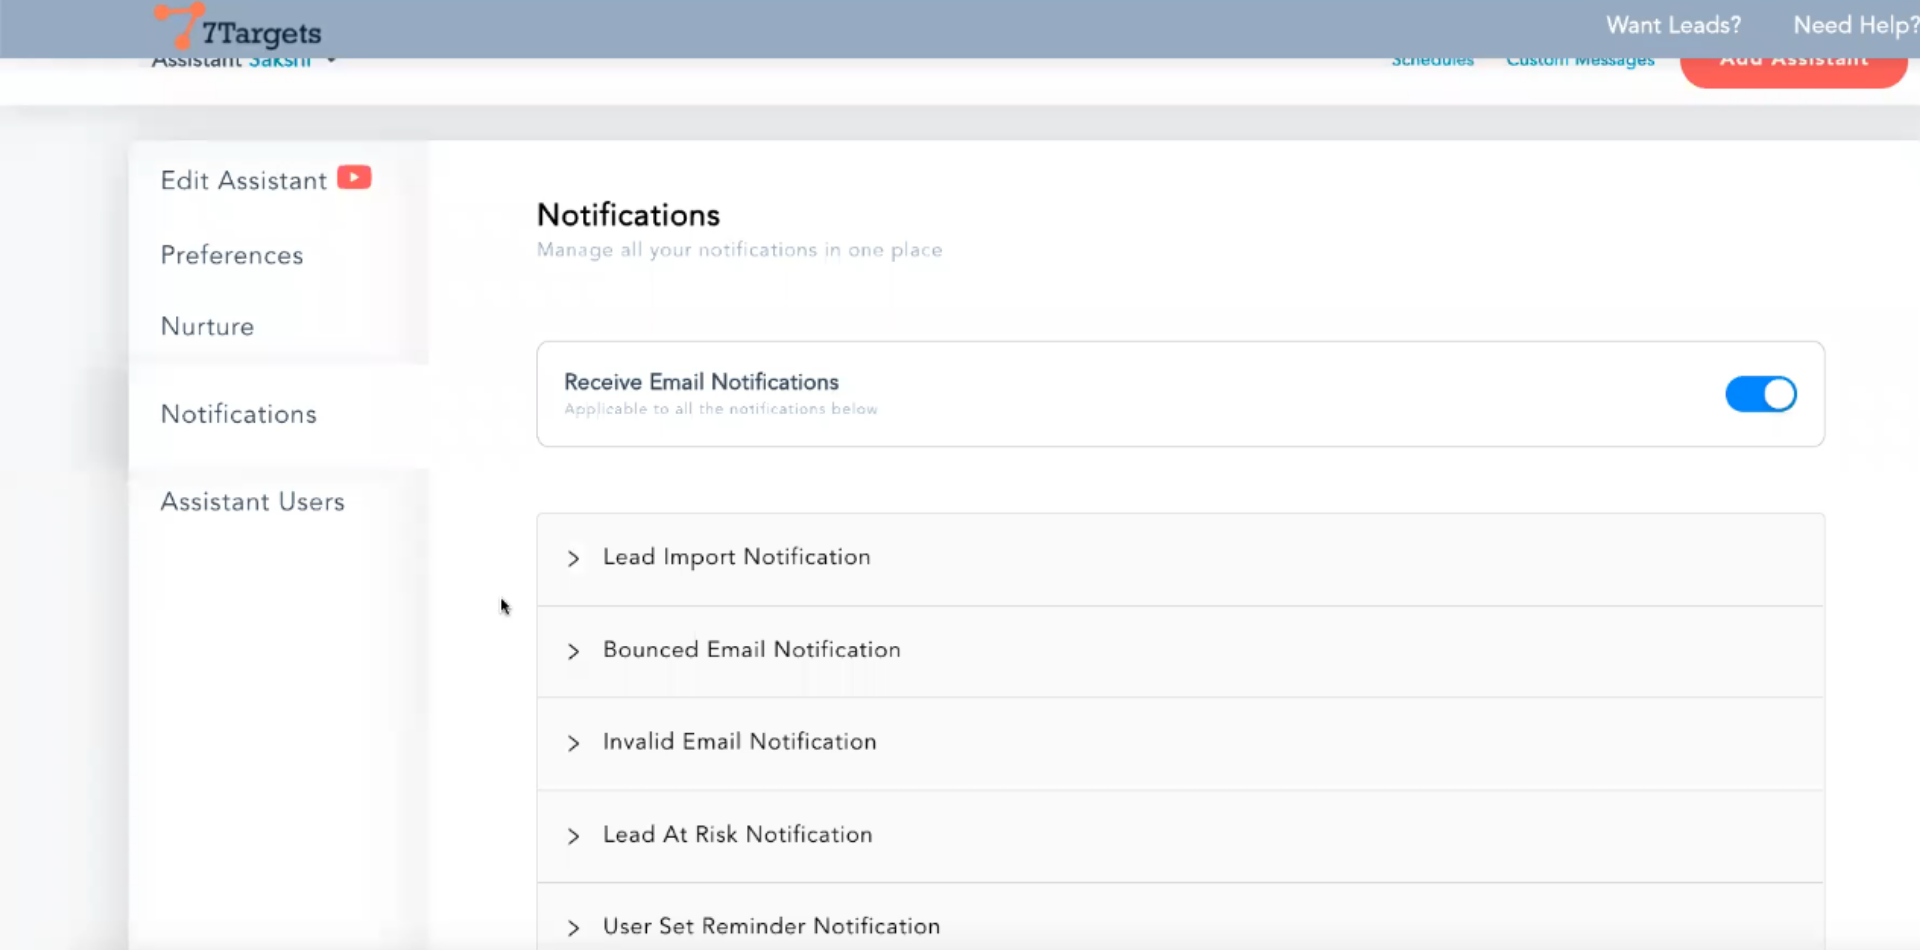 7Targets
Want Leads? Need Help?
Assistant Sakshi
Schedules Custom Messages Add Assistant
Edit Assistant
Preferences
Nurture
Notifications
Assistant Users
Notifications
Manage all your notifications in one place
Receive Email Notifications
Applicable to all the notifications below
Lead Import Notification
Bounced Email Notification
Invalid Email Notification
Lead At Risk Notification
User Set Reminder Notification